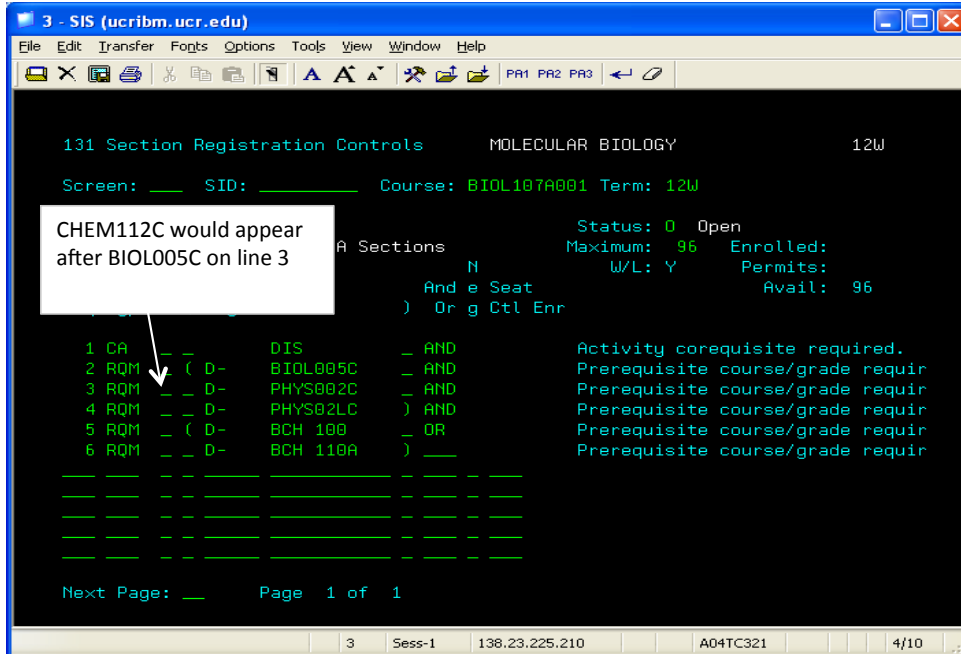 3 - SIS (ucribm.ucr.edu)
File Edit Transfer Fonts Options Tools View Window Help
PA1 PA2 PA3
131 Section Registration Controls MOLECULAR BIOLOGY 12W
Screen: ___ SID: _________ Course: BIOL107A001 Term: 12W
CHEM112C would appear
after BIOL005C on line 3
Status: O Open
A Sections Maximum: 96 Enrolled:
N W/L: Y Permits:
And e Seat Avail: 96
) Or g Ctl Enr
1 CA _ _ DIS _ AND Activity corequisite required.
2 RQM _ ( D- BIOL005C _ AND Prerequisite course/grade requir
3 RQM _ _ D- PHYS002C _ AND Prerequisite course/grade requir
4 RQM _ _ D- PHYS02LC ) AND Prerequisite course/grade requir
5 RQM _ ( D- BCH 100 _ OR Prerequisite course/grade requir
6 RQM _ _ D- BCH 110A ) ___ Prerequisite course/grade requir
Next Page: __ Page 1 of 1
3 Sess-1 138.23.225.210 A04TC321 4/10